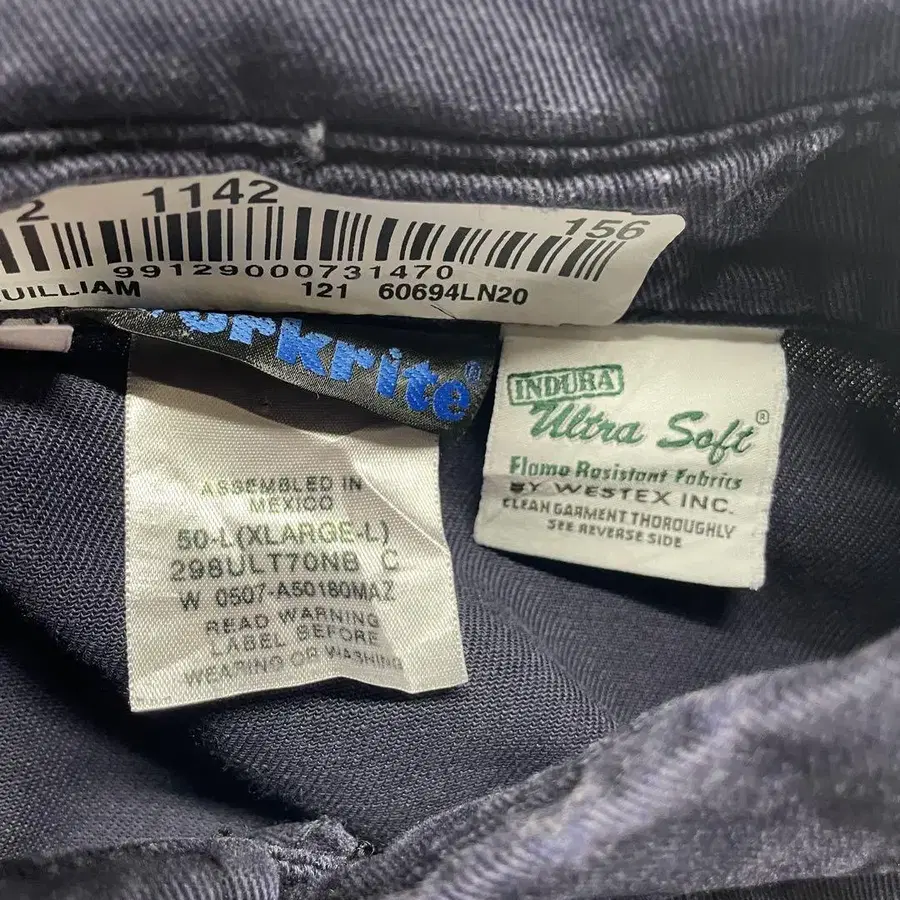 2 1142 156
99129000731470
UILLIAM 121 60694LN20
orkrite®
ASSEMBLED IN
MEXICO
50-L(XLARGE-L)
298ULT70NB C
W 0507-A50180MAZ
READ WARNING
LABEL BEFORE
WEARING OR WASHING
INDURA
Ultra Soft®
Flame Resistant Fabrics
BY WESTEX INC.
CLEAN GARMENT THOROUGHLY
SEE REVERSE SIDE